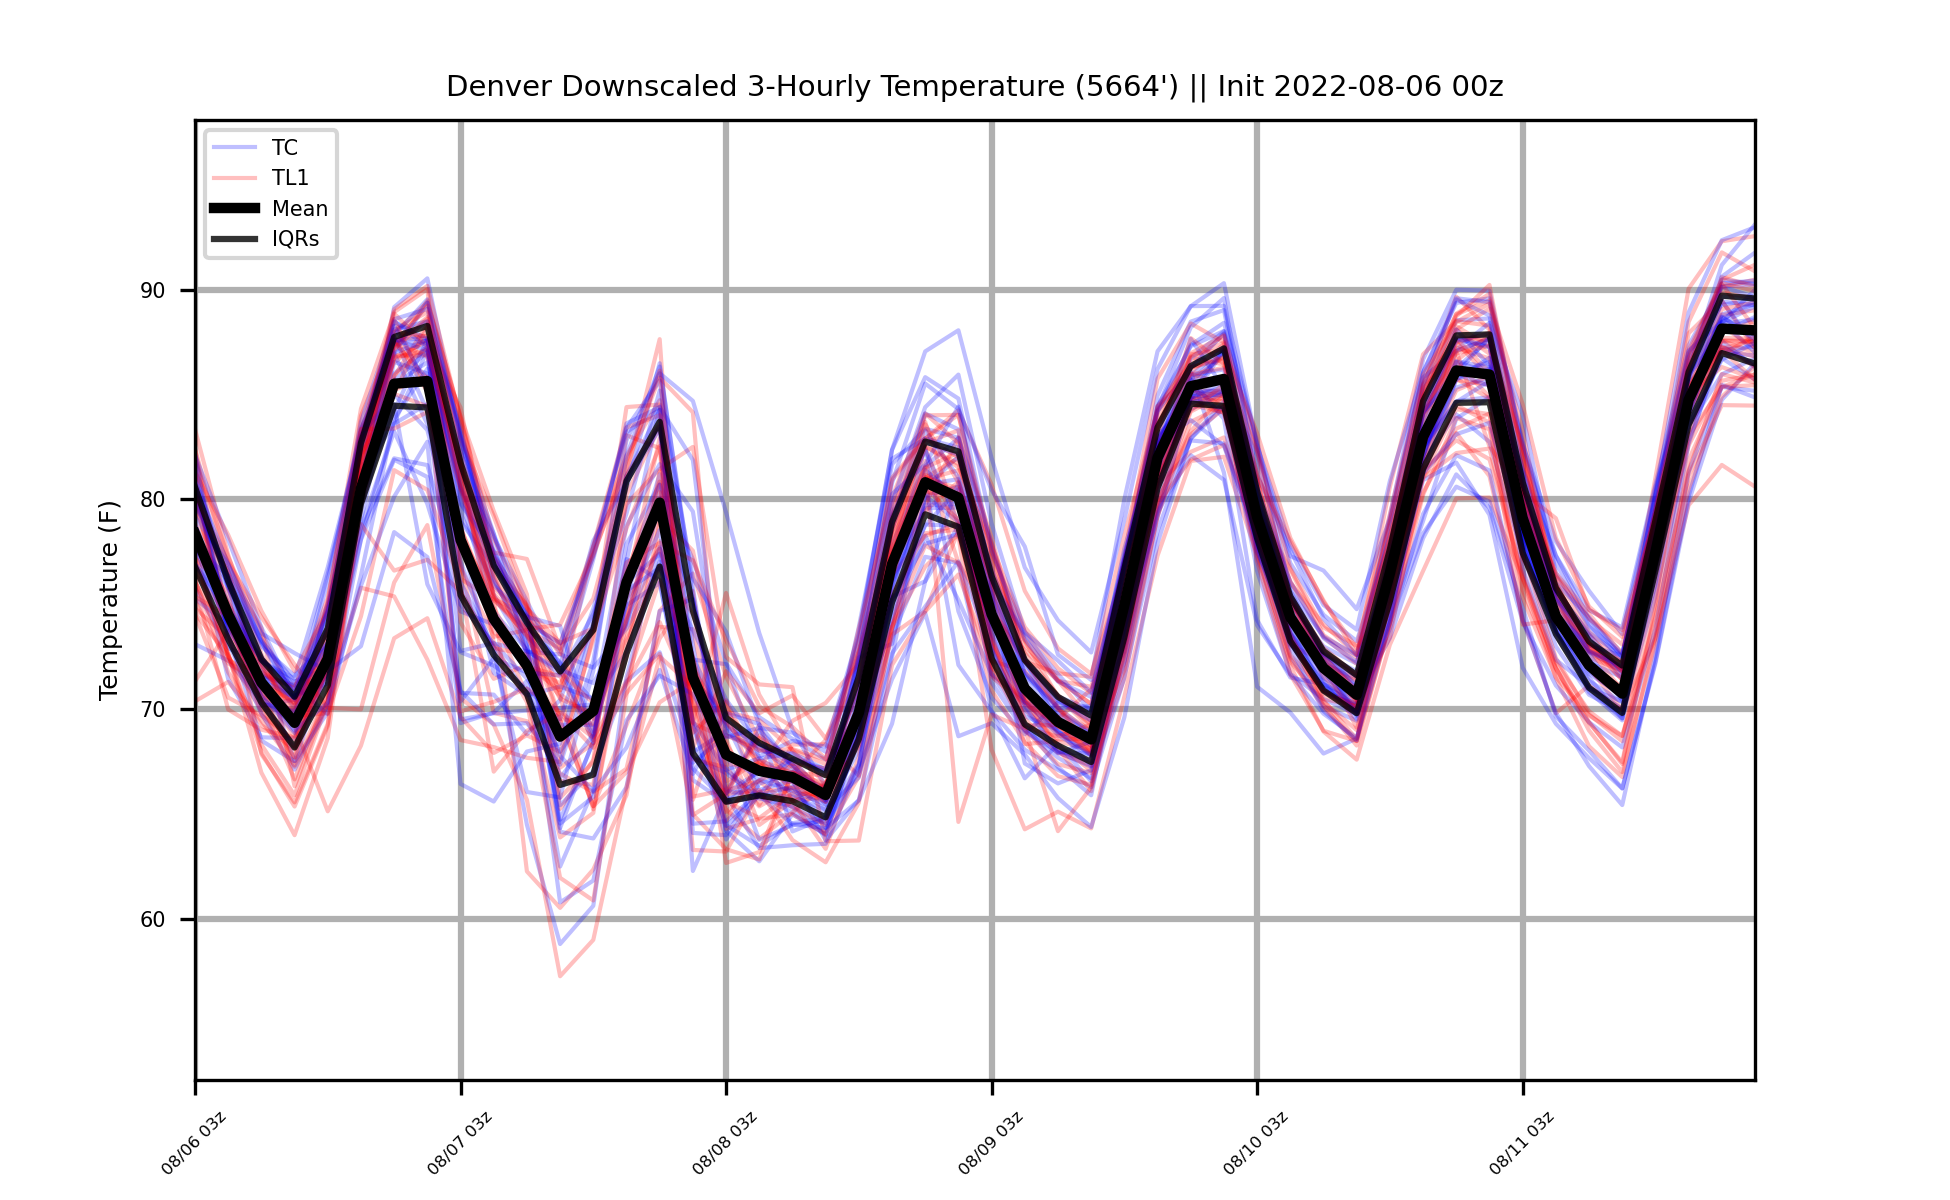 Denver Downscaled 3-Hourly Temperature (5664') || Init 2022-08-06 00z
TC
TL1
Mean
IQRs
Temperature (F)
90
80
70
60
08/06 03z
08/07 03z
08/08 03z
08/09 03z
08/10 03z
08/11 03z